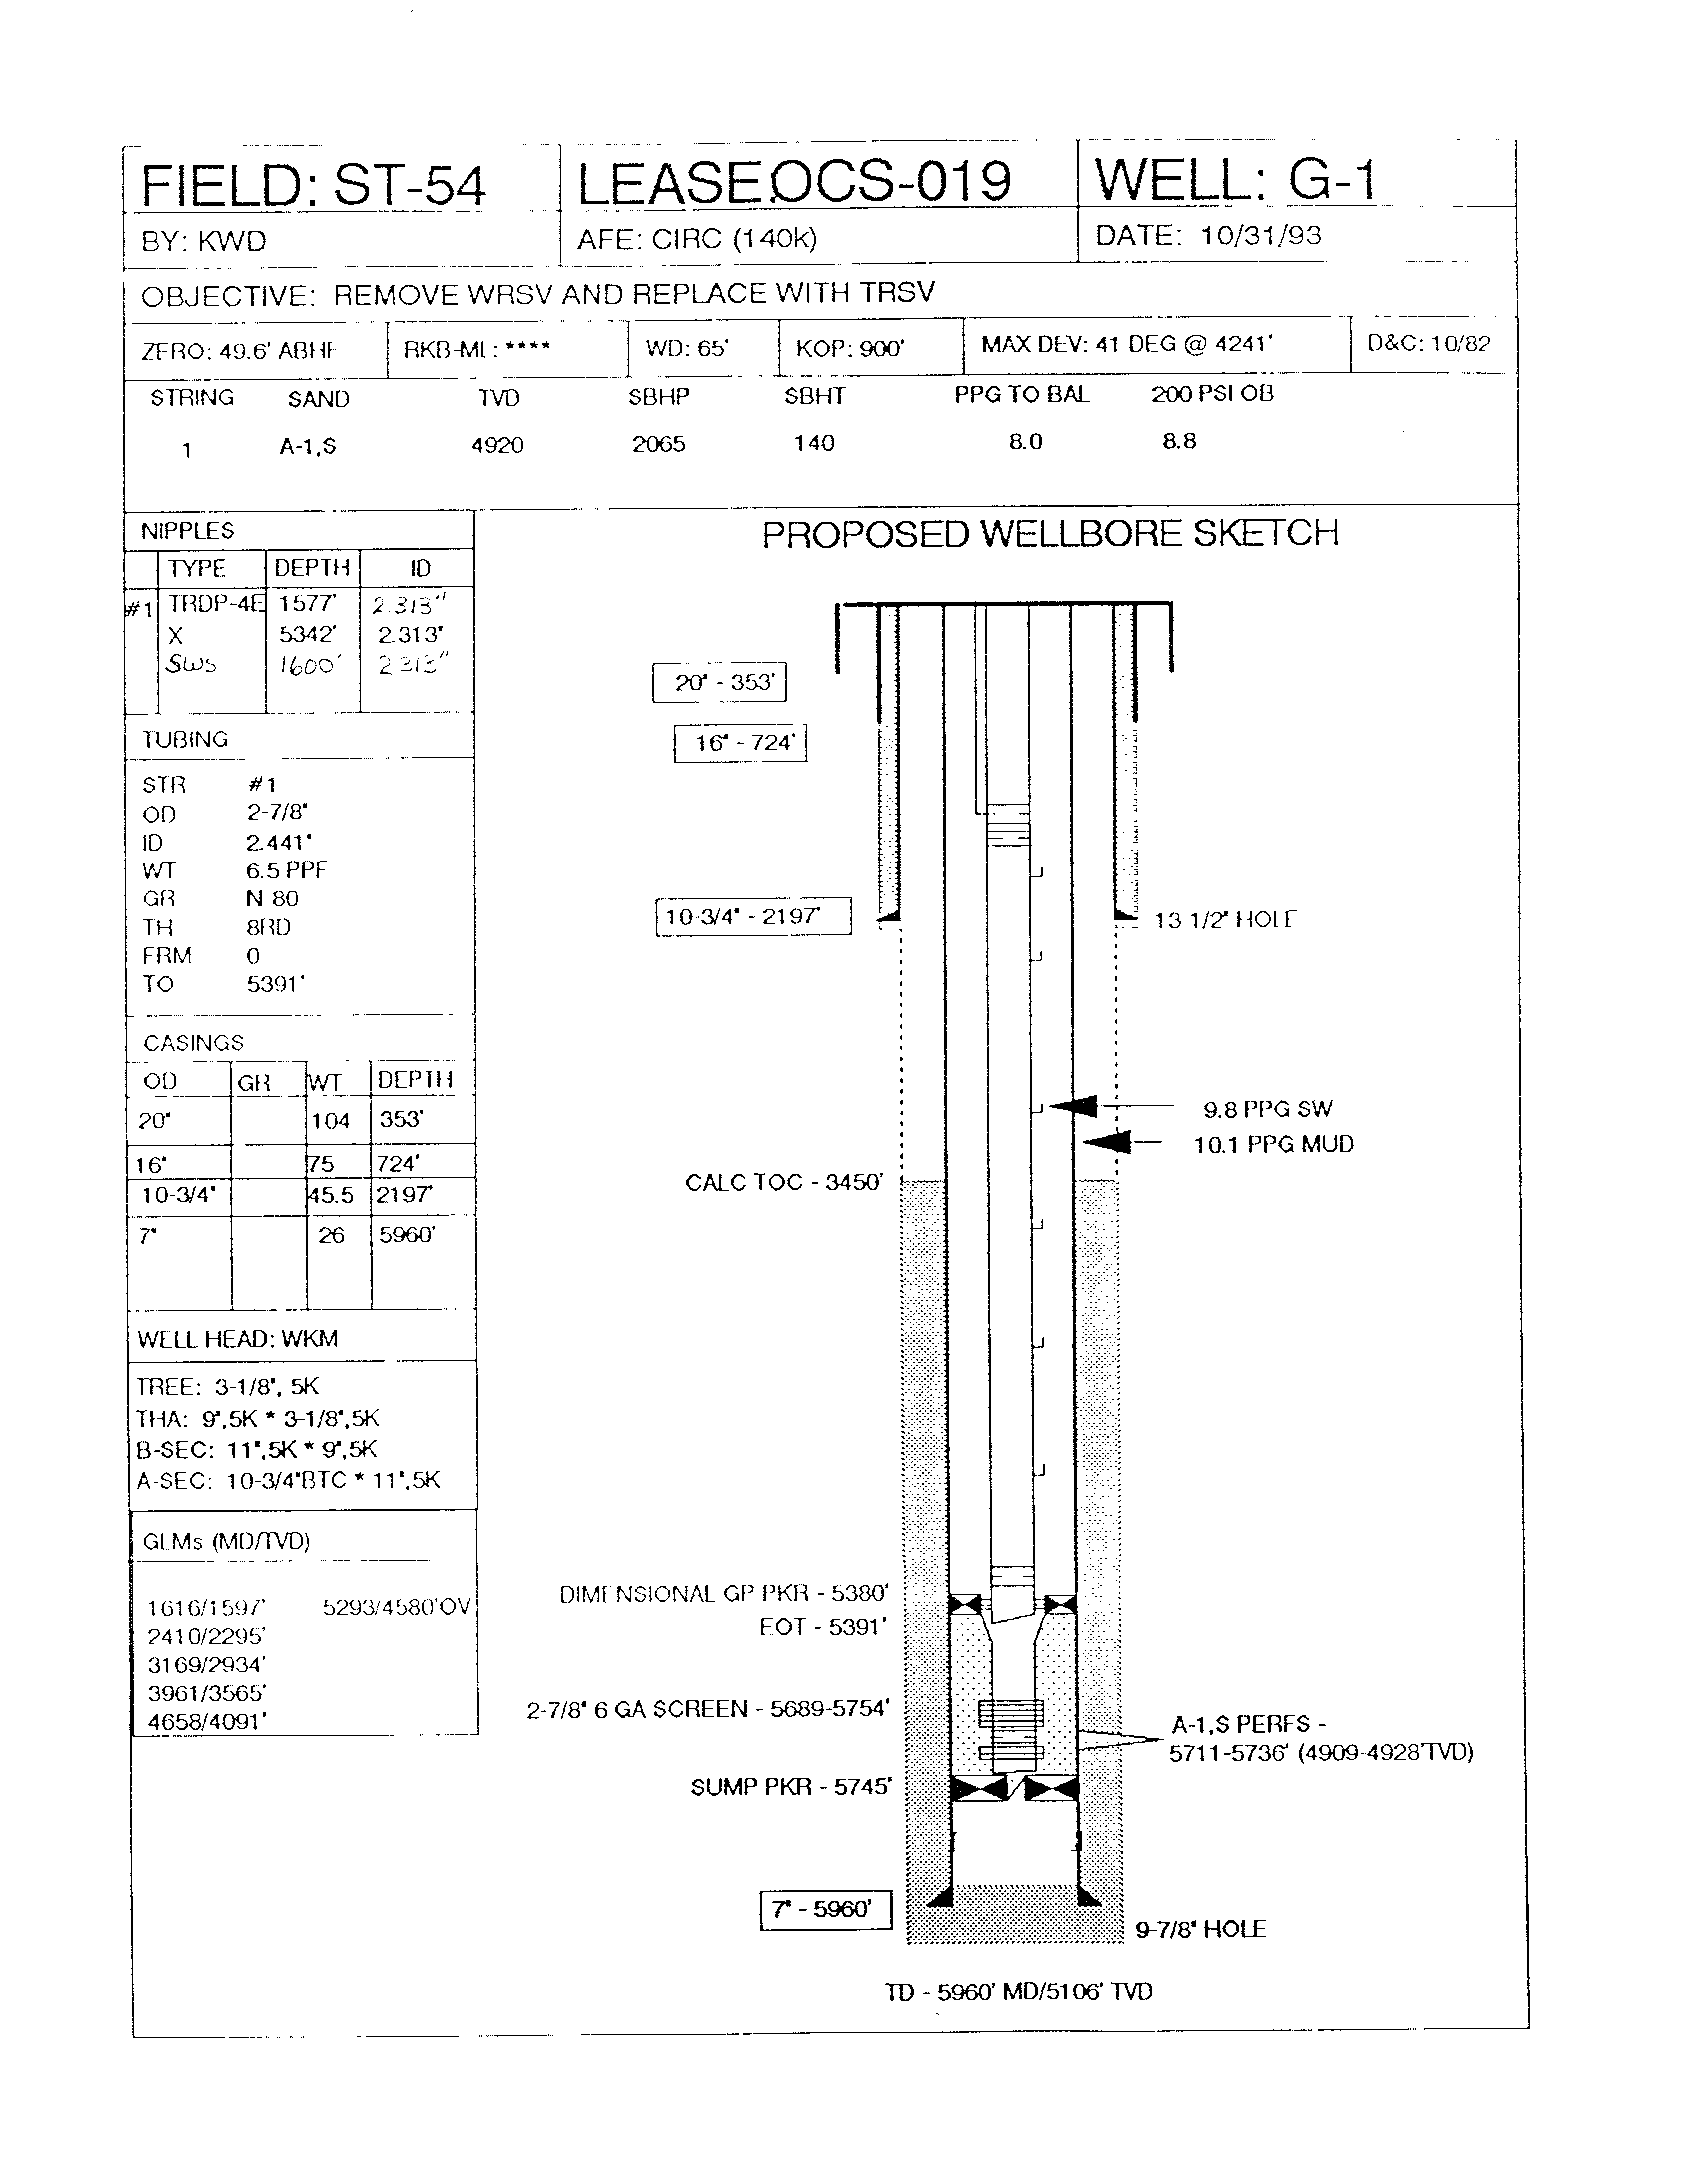 FIELD: ST-54 LEASE:OCS-019 WELL: G-1
BY: KWD AFE: CIRC (140k) DATE: 10/31/93
OBJECTIVE: REMOVE WRSV AND REPLACE WITH TRSV
ZERO: 49.6' ABHF RKB-ML: **** WD: 65' KOP: 900' MAX DEV: 41 DEG @ 4241' D&C: 10/82
STRING SAND TVD SBHP SBHT PPG TO BAL 200 PSI OB
1 A-1,S 4920 2065 140 8.0 8.8
NIPPLES
TYPE DEPTH ID
#1 TRDP-4E 1577' 2.313"
X 5342' 2.313"
SWS 1600' 2.313"
TUBING
STR #1
OD 2-7/8"
ID 2.441"
WT 6.5 PPF
GR N 80
TH 8RD
FRM 0
TO 5391'
CASINGS
OD GR WT DEPTH
20" 104 353'
16" 75 724'
10-3/4" 45.5 2197'
7" 26 5960'
WELL HEAD: WKM
TREE: 3-1/8", 5K
THA: 9",5K * 3-1/8",5K
B-SEC: 11",5K * 9",5K
A-SEC: 10-3/4"BTC * 11",5K
GLMs (MD/TVD)
1616/1597' 5293/4580'OV
2410/2295'
3169/2934'
3961/3565'
4658/4091'
PROPOSED WELLBORE SKETCH
20" - 353'
16" - 724'
10-3/4" - 2197' 13 1/2" HOLE
9.8 PPG SW
10.1 PPG MUD
CALC TOC - 3450'
DIMENSIONAL GP PKR - 5380'
EOT - 5391'
2-7/8" 6 GA SCREEN - 5689-5754'
A-1,S PERFS -
5711-5736' (4909-4928'TVD)
SUMP PKR - 5745'
7" - 5960'
9-7/8" HOLE
TD - 5960' MD/5106' TVD